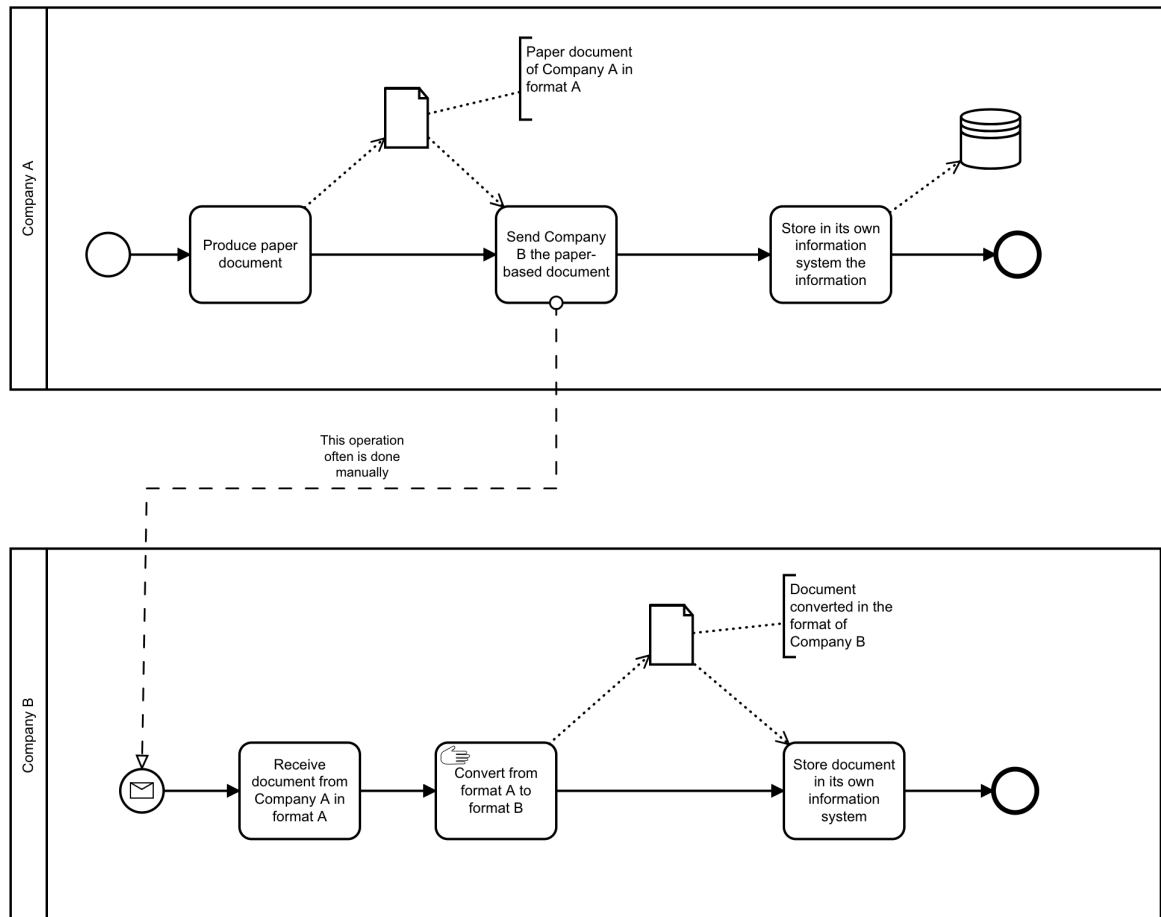 Company A
Paper document
of Company A in
format A
Produce paper
document
Send Company
B the paper-
based document
Store in its own
information
system the
information
This operation
often is done
manually
Company B
Document
converted in the
format of
Company B
Receive
document from
Company A in
format A
Convert from
format A to
format B
Store document
in its own
information
system